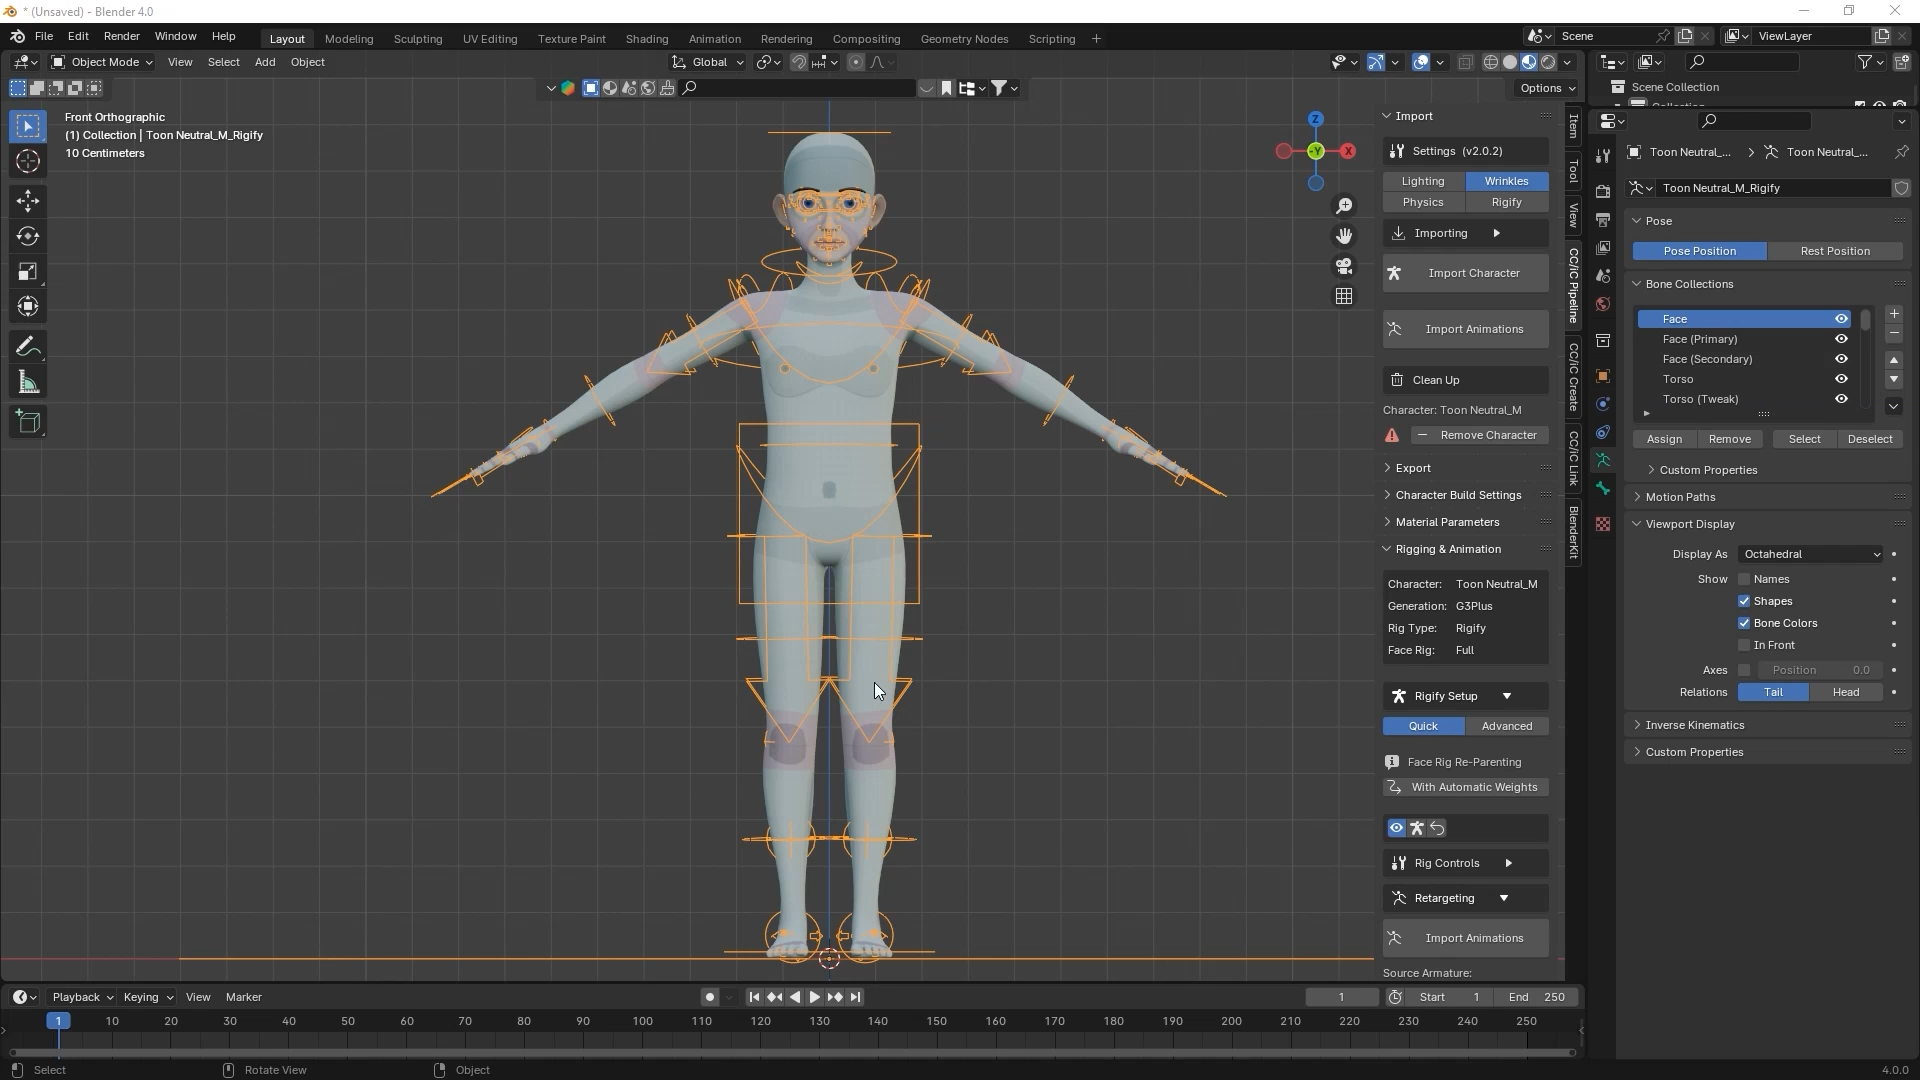 * (Unsaved) - Blender 4.0
File Edit Render Window Help
Layout Modeling Sculpting UV Editing Texture Paint Shading Animation Rendering Compositing Geometry Nodes Scripting +
Scene
ViewLayer
Object Mode View Select Add Object
Global
Options
Front Orthographic
(1) Collection | Toon Neutral_M_Rigify
10 Centimeters
Z
-Y
X
Import
Settings (v2.0.2)
Lighting Wrinkles
Physics Rigify
Importing
Import Character
Import Animations
Clean Up
Character: Toon Neutral_M
Remove Character
Export
Character Build Settings
Material Parameters
Rigging & Animation
Character: Toon Neutral_M
Generation: G3Plus
Rig Type: Rigify
Face Rig: Full
Rigify Setup
Quick Advanced
Face Rig Re-Parenting
With Automatic Weights
Rig Controls
Retargeting
Import Animations
Source Armature:
Item
Tool
View
CC/iC Pipeline
CC/iC Create
CC/iC Link
BlenderKit
Scene Collection
Collection
Toon Neutral_... Toon Neutral_...
Toon Neutral_M_Rigify
Pose
Pose Position Rest Position
Bone Collections
Face
Face (Primary)
Face (Secondary)
Torso
Torso (Tweak)
Assign Remove Select Deselect
Custom Properties
Motion Paths
Viewport Display
Display As Octahedral
Show Names
Shapes
Bone Colors
In Front
Axes Position 0.0
Relations Tail Head
Inverse Kinematics
Custom Properties
Playback Keying View Marker
1
Start 1 End 250
1 10 20 30 40 50 60 70 80 90 100 110 120 130 140 150 160 170 180 190 200 210 220 230 240 250
Select Rotate View Object
4.0.0